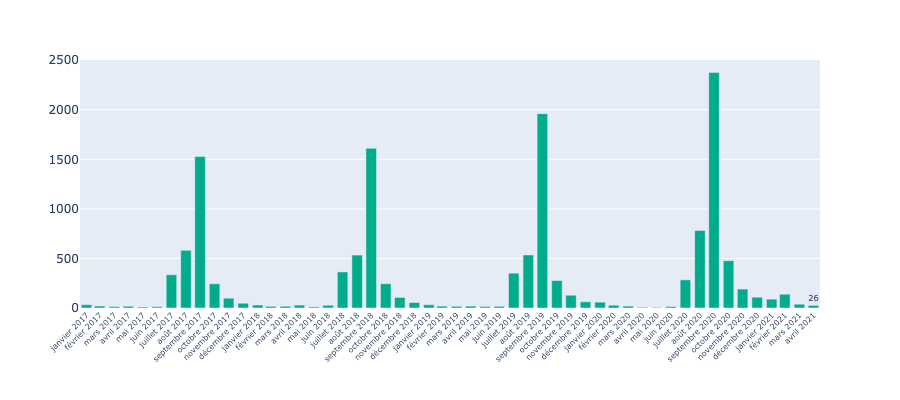 2500
2000
1500
1000
500
0
26
janvier 2017
février 2017
mars 2017
avril 2017
mai 2017
juin 2017
juillet 2017
août 2017
septembre 2017
octobre 2017
novembre 2017
décembre 2017
janvier 2018
février 2018
mars 2018
avril 2018
mai 2018
juin 2018
juillet 2018
août 2018
septembre 2018
octobre 2018
novembre 2018
décembre 2018
janvier 2019
février 2019
mars 2019
avril 2019
mai 2019
juin 2019
juillet 2019
août 2019
septembre 2019
octobre 2019
novembre 2019
décembre 2019
janvier 2020
février 2020
mars 2020
avril 2020
mai 2020
juin 2020
juillet 2020
août 2020
septembre 2020
octobre 2020
novembre 2020
décembre 2020
janvier 2021
février 2021
mars 2021
avril 2021